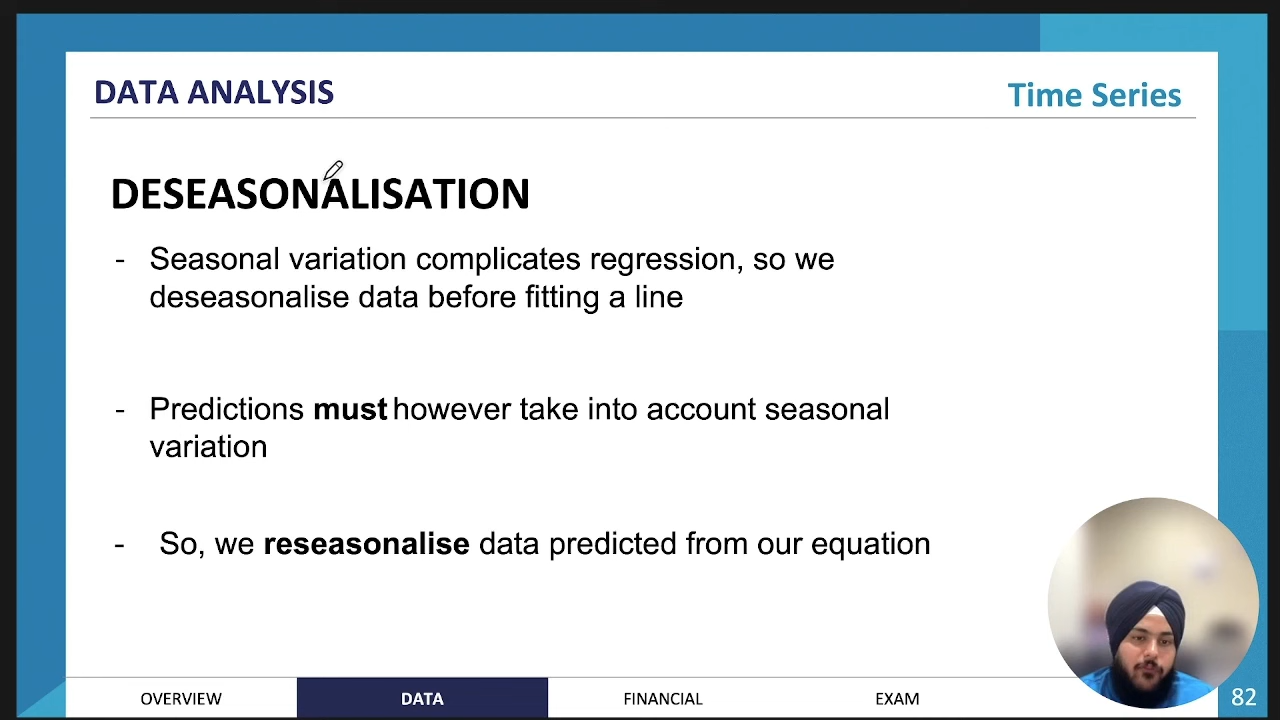 DATA ANALYSIS
Time Series
DESEASONALISATION
- Seasonal variation complicates regression, so we
deseasonalise data before fitting a line
- Predictions must however take into account seasonal
variation
- So, we reseasonalise data predicted from our equation
OVERVIEW
DATA
FINANCIAL
EXAM
82